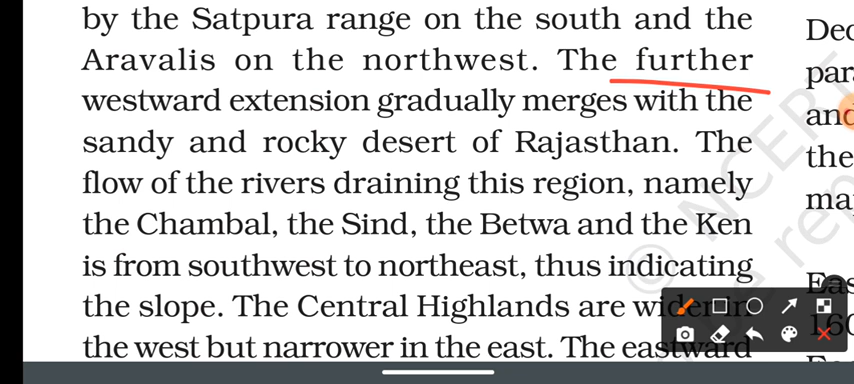 by the Satpura range on the south and the
Aravalis on the northwest. The further
westward extension gradually merges with the
sandy and rocky desert of Rajasthan. The
flow of the rivers draining this region, namely
the Chambal, the Sind, the Betwa and the Ken
is from southwest to northeast, thus indicating
the slope. The Central Highlands are wider in
the west but narrower in the east. The eastward
and
the
© NCERT